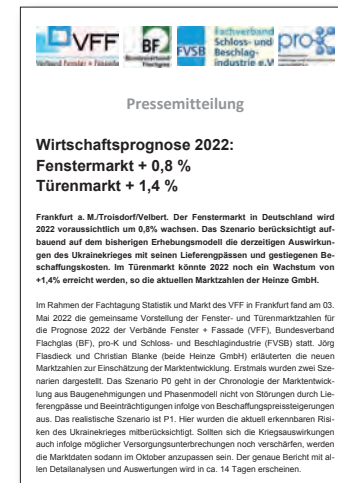 VFF
Verband Fenster + Fassade
BF
Bundesverband
Flachglas
FVSB
Fachverband
Schloss- und
Beschlag-
industrie e.V
pro-K
Pressemitteilung
Wirtschaftsprognose 2022:
Fenstermarkt + 0,8 %
Türenmarkt + 1,4 %
Frankfurt a. M./Troisdorf/Velbert. Der Fenstermarkt in Deutschland wird
2022 voraussichtlich um 0,8% wachsen. Das Szenario berücksichtigt auf-
bauend auf dem bisherigen Erhebungsmodell die derzeitigen Auswirkun-
gen des Ukrainekrieges mit seinen Lieferengpässen und gestiegenen Be-
schaffungskosten. Im Türenmarkt könnte 2022 noch ein Wachstum von
+1,4% erreicht werden, so die aktuellen Marktzahlen der Heinze GmbH.
Im Rahmen der Fachtagung Statistik und Markt des VFF in Frankfurt fand am 03.
Mai 2022 die gemeinsame Vorstellung der Fenster- und Türenmarktzahlen für
die Prognose 2022 der Verbände Fenster + Fassade (VFF), Bundesverband
Flachglas (BF), pro-K und Schloss- und Beschlagindustrie (FVSB) statt. Jörg
Flasdieck und Christian Blanke (beide Heinze GmbH) erläuterten die neuen
Marktzahlen zur Einschätzung der Marktentwicklung. Erstmals wurden zwei Sze-
narien dargestellt. Das Szenario P0 geht in der Chronologie der Marktentwick-
lung aus Baugenehmigungen und Phasenmodell nicht von Störungen durch Lie-
ferengpässe und Beeinträchtigungen infolge von Beschaffungspreissteigerungen
aus. Das realistische Szenario ist P1. Hier wurden die aktuell erkennbaren Risi-
ken des Ukrainekrieges mitberücksichtigt. Sollten sich die Kriegsauswirkungen
auch infolge möglicher Versorgungsunterbrechungen noch verschärfen, werden
die Marktdaten sodann im Oktober anzupassen sein. Der genaue Bericht mit al-
len Detailanalysen und Auswertungen wird in ca. 14 Tagen erscheinen.